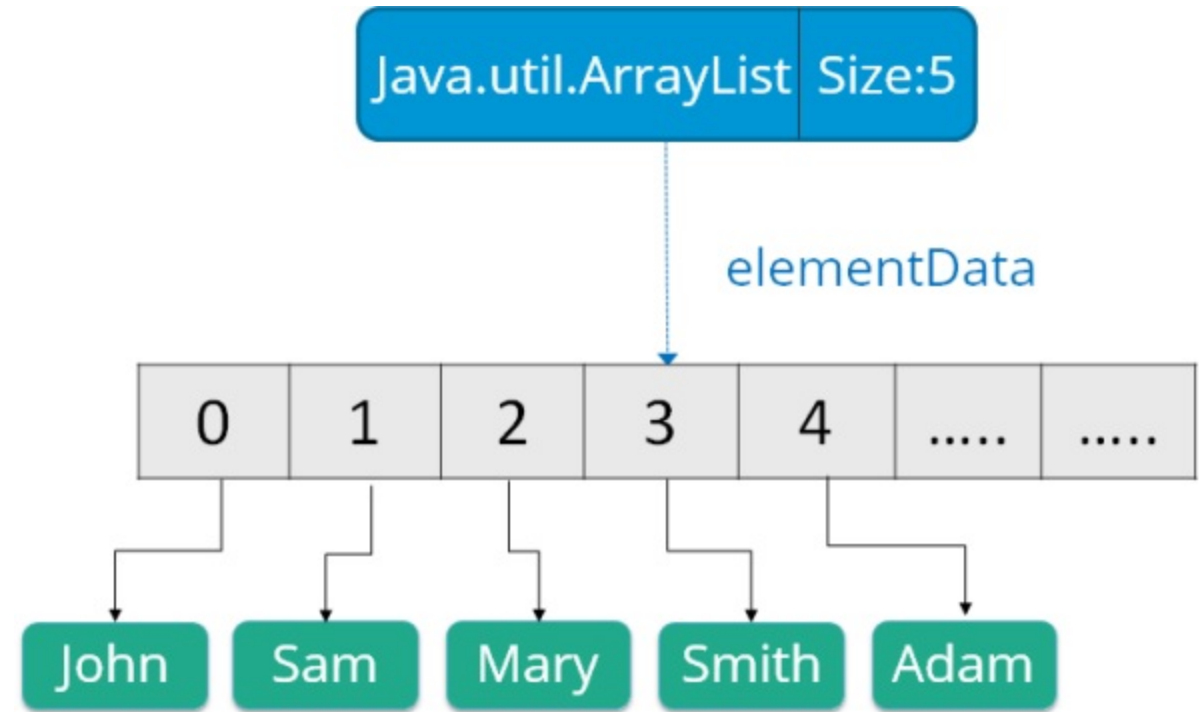 Java.util.ArrayList Size:5
elementData
0 1 2 3 4 ..... .....
John Sam Mary Smith Adam